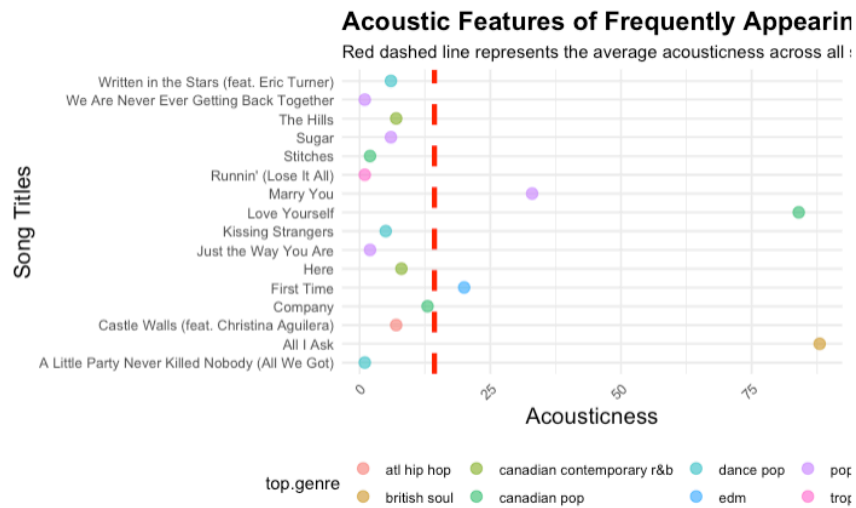 Acoustic Features of Frequently Appearin
Red dashed line represents the average acousticness across all s
Song Titles
Written in the Stars (feat. Eric Turner)
We Are Never Ever Getting Back Together
The Hills
Sugar
Stitches
Runnin' (Lose It All)
Marry You
Love Yourself
Kissing Strangers
Just the Way You Are
Here
First Time
Company
Castle Walls (feat. Christina Aguilera)
All I Ask
A Little Party Never Killed Nobody (All We Got)
0 25 50 75
Acousticness
top.genre
atl hip hop canadian contemporary r&b dance pop pop
british soul canadian pop edm trop